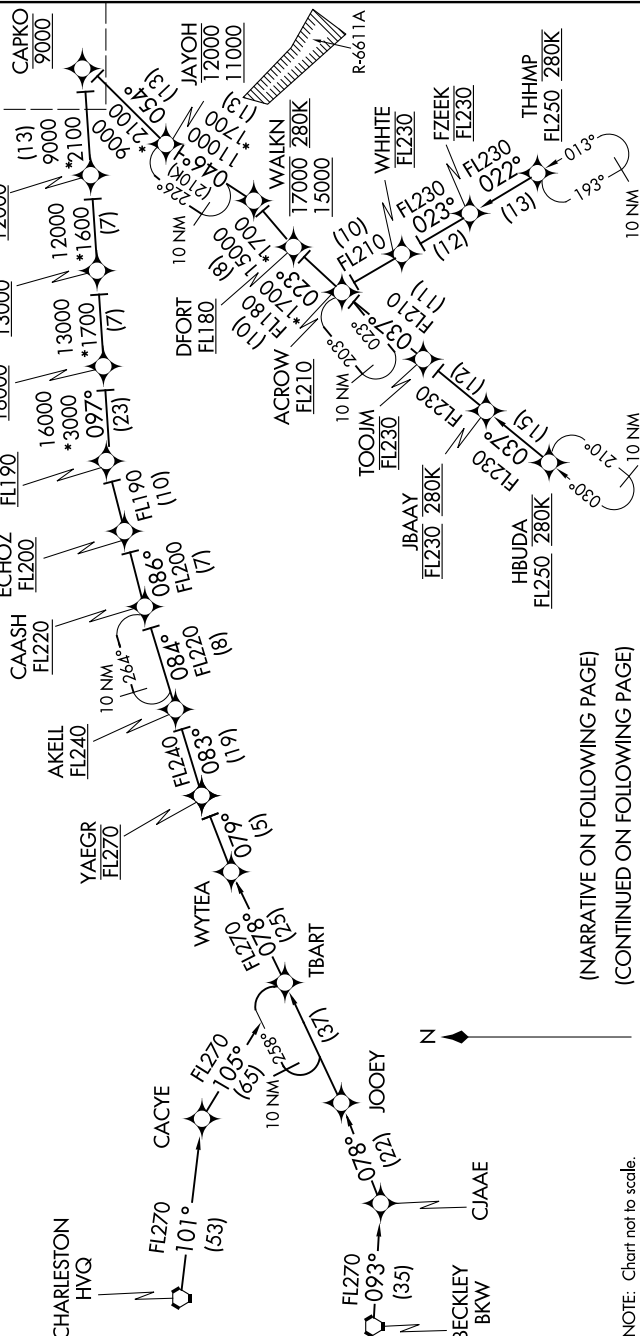 CAPKO
9000
(13)
9000
*2100
12000
12000
*1600
(7)
13000
13000
*1700
(7)
16000
16000
*3000
097°
(23)
FL190
FL190
(10)
ECHOZ
FL200
086°
FL200
(7)
CAASH
FL220
084°
FL220
(8)
10 NM
264°
AKELL
FL240
FL240
083°
(19)
YAEGR
FL270
079°
(5)
WYTEA
FL270
078°
(25)
TBART
(37)
10 NM
258°
FL270
105°
(65)
CACYE
FL270
101°
(53)
CHARLESTON
HVQ
JOOEY
078°
(22)
CJAAE
FL270
093°
(35)
BECKLEY
BKW
9000
*2100
054°
(13)
JAYOH
12000
11000
R-6611A
226°
(210K)
10 NM
046°
11000
*1700
(13)
WALKN
17000 280K
15000
15000
*1700
(8)
DFORT
FL180
FL180
*1700
023°
(10)
ACROW
FL210
10 NM
203°
023°
(10)
FL210
WHHTE
FL230
FL230
023°
(12)
FZEEK
FL230
FL230
022°
(13)
THHMP
FL250 280K
013°
193°
10 NM
037°
FL210
(11)
TOOJM
FL230
FL230
(12)
JBAAY
FL230 280K
FL230
037°
(15)
HBUDA
FL250 280K
030°
210°
10 NM
N
(NARRATIVE ON FOLLOWING PAGE)
(CONTINUED ON FOLLOWING PAGE)
NOTE: Chart not to scale.